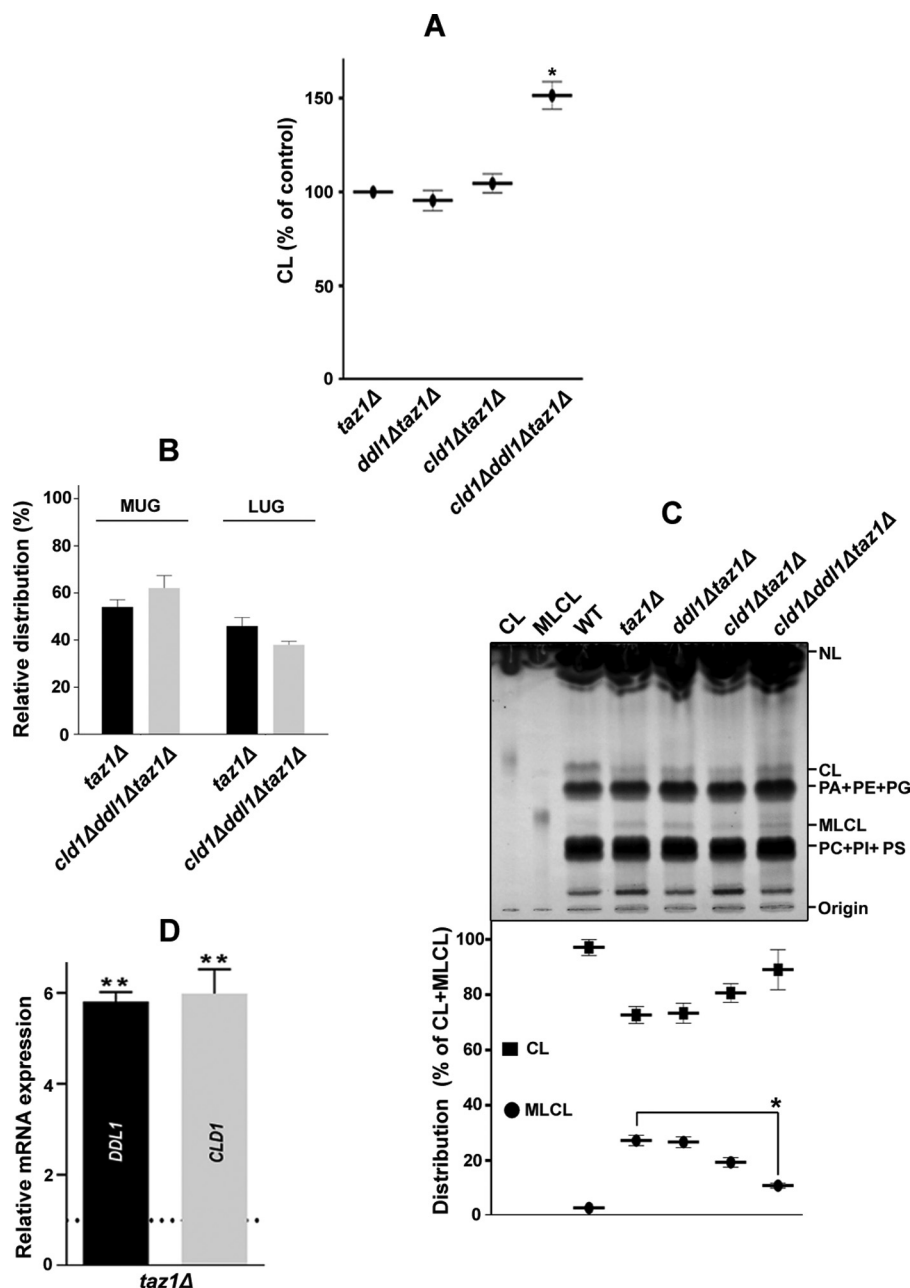 A
CL (% of control)
150
*
100
50
0
taz1Δ
ddl1Δtaz1Δ
cld1Δtaz1Δ
cld1Δddl1Δtaz1Δ
B
Relative distribution (%)
100
80
60
40
20
0
MUG
LUG
taz1Δ
cld1Δddl1Δtaz1Δ
taz1Δ
cld1Δddl1Δtaz1Δ
C
CL
MLCL
WT
taz1Δ
ddl1Δtaz1Δ
cld1Δtaz1Δ
cld1Δddl1Δtaz1Δ
NL
CL
PA+PE+PG
MLCL
PC+PI+ PS
Origin
Distribution (% of CL+MLCL)
100
80
60
40
20
0
CL
MLCL
*
D
Relative mRNA expression
6
4
2
0
**
**
DDL1
CLD1
taz1Δ